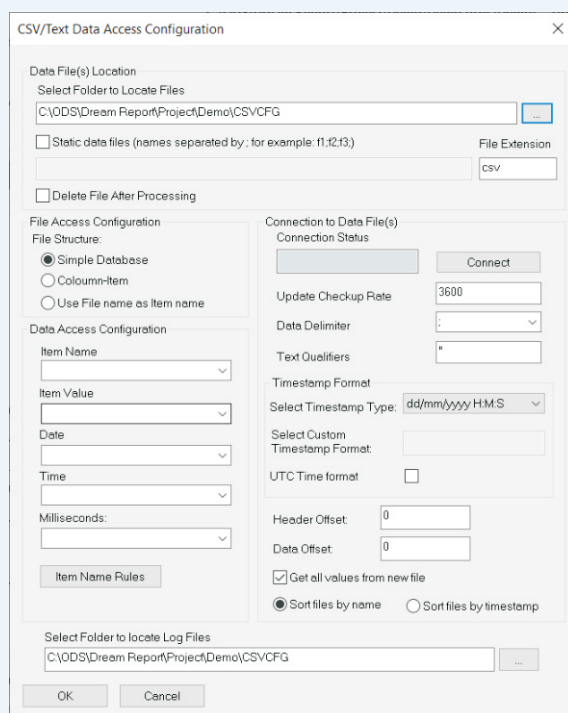 CSV/Text Data Access Configuration
Data File(s) Location
Select Folder to Locate Files
C:\ODS\Dream Report\Project\Demo\CSVCFG
...
Static data files (names separated by ; for example: f1;f2;f3;)
File Extension
csv
Delete File After Processing
File Access Configuration
File Structure:
Simple Database
Coloumn-Item
Use File name as Item name
Data Access Configuration
Item Name
Item Value
Date
Time
Milliseconds:
Item Name Rules
Connection to Data File(s)
Connection Status
Connect
Update Checkup Rate
3600
Data Delimiter
;
Text Qualifiers
"
Timestamp Format
Select Timestamp Type:
dd/mm/yyyy H:M:S
Select Custom
Timestamp Format:
UTC Time format
Header Offset:
0
Data Offset:
0
Get all values from new file
Sort files by name
Sort files by timestamp
Select Folder to locate Log Files
C:\ODS\Dream Report\Project\Demo\CSVCFG
...
OK
Cancel